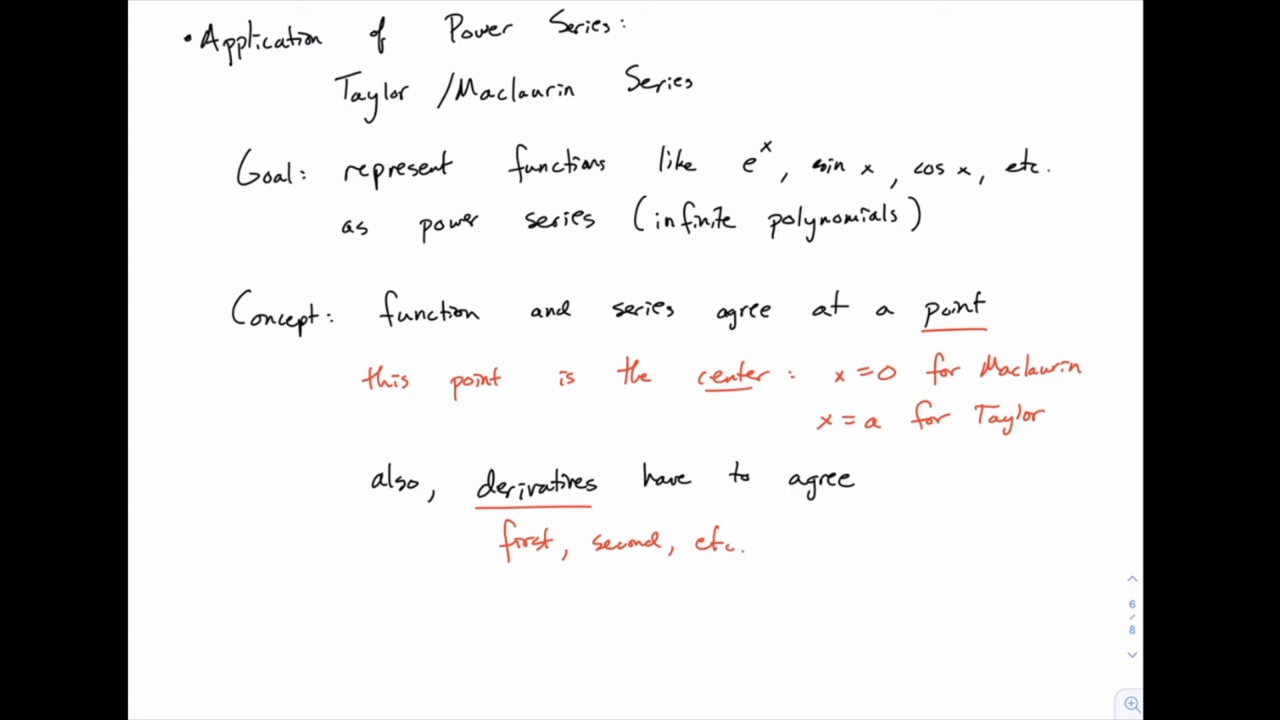 • Application of Power Series:
Taylor / Maclaurin Series
Goal: represent functions like e^x, sin x, cos x, etc.
as power series (infinite polynomials)
Concept: function and series agree at a point
this point is the center: x=0 for Maclaurin
x=a for Taylor
also, derivatives have to agree
first, second, etc.
6
/
8